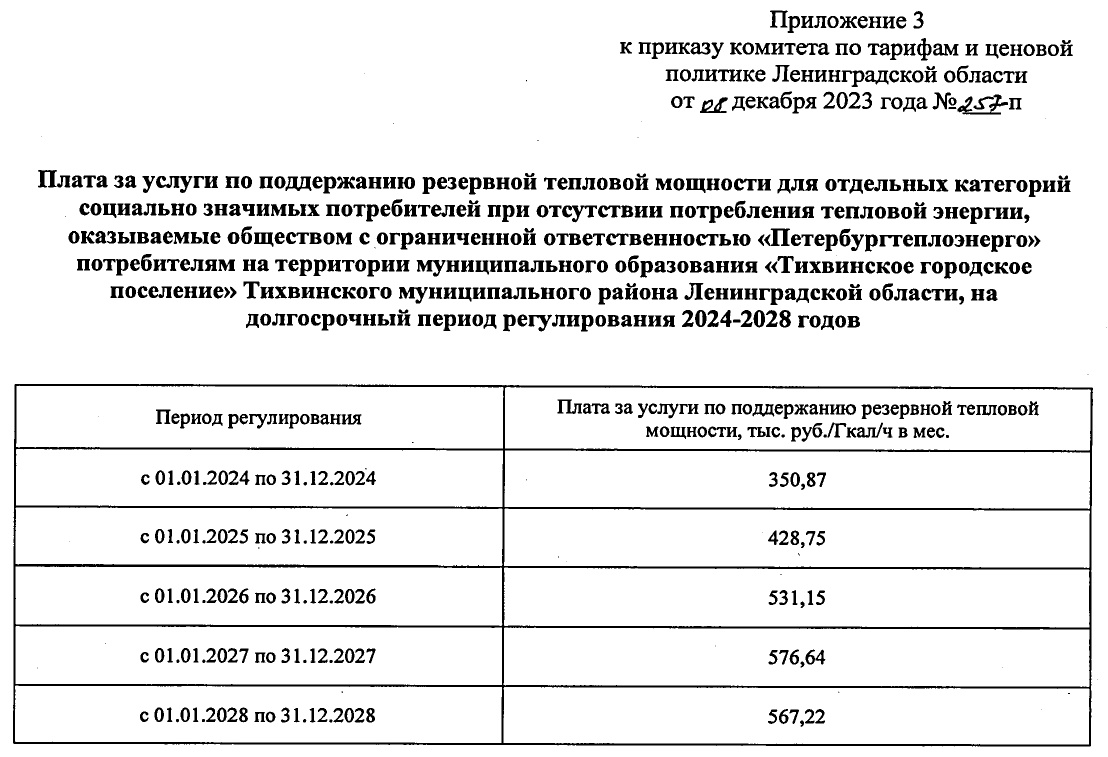 Приложение 3
к приказу комитета по тарифам и ценовой
политике Ленинградской области
от 08 декабря 2023 года №257-п
Плата за услуги по поддержанию резервной тепловой мощности для отдельных категорий
социально значимых потребителей при отсутствии потребления тепловой энергии,
оказываемые обществом с ограниченной ответственностью «Петербургтеплоэнерго»
потребителям на территории муниципального образования «Тихвинское городское
поселение» Тихвинского муниципального района Ленинградской области, на
долгосрочный период регулирования 2024-2028 годов
Период регулирования
Плата за услуги по поддержанию резервной тепловой
мощности, тыс. руб./Гкал/ч в мес.
с 01.01.2024 по 31.12.2024 350,87
с 01.01.2025 по 31.12.2025 428,75
с 01.01.2026 по 31.12.2026 531,15
с 01.01.2027 по 31.12.2027 576,64
с 01.01.2028 по 31.12.2028 567,22